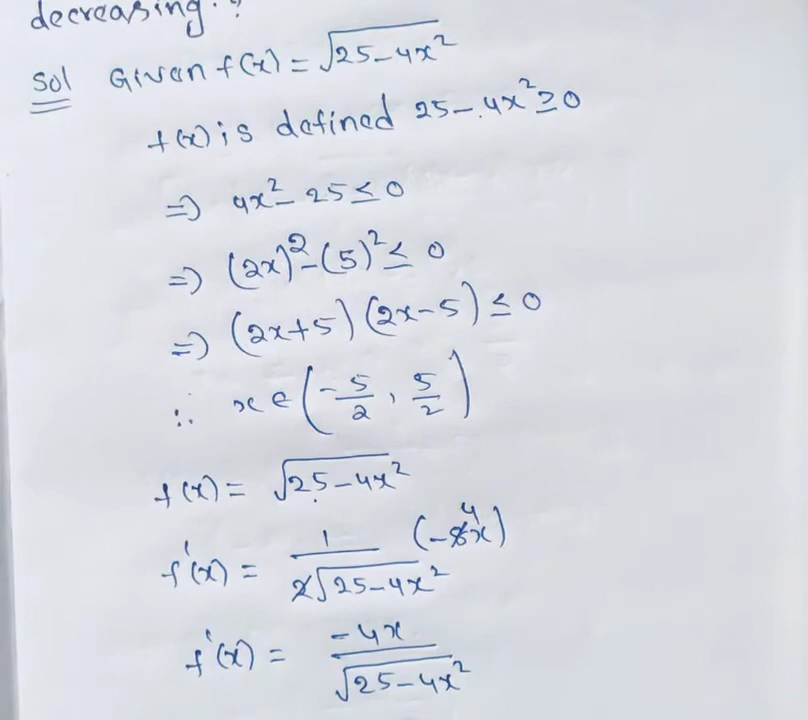 decreasing.?
Sol Given f(x) = √25-4x²
f(x) is defined 25-4x² ≥ 0
⇒) 4x² - 25 ≤ 0
⇒) (2x)² - (5)² ≤ 0
⇒) (2x+5) (2x-5) ≤ 0
∴ x ∈ (-5/2, 5/2)
f(x) = √25-4x²
f'(x) = 1/2√25-4x² (-8x) 4
f'(x) = -4x/√25-4x²